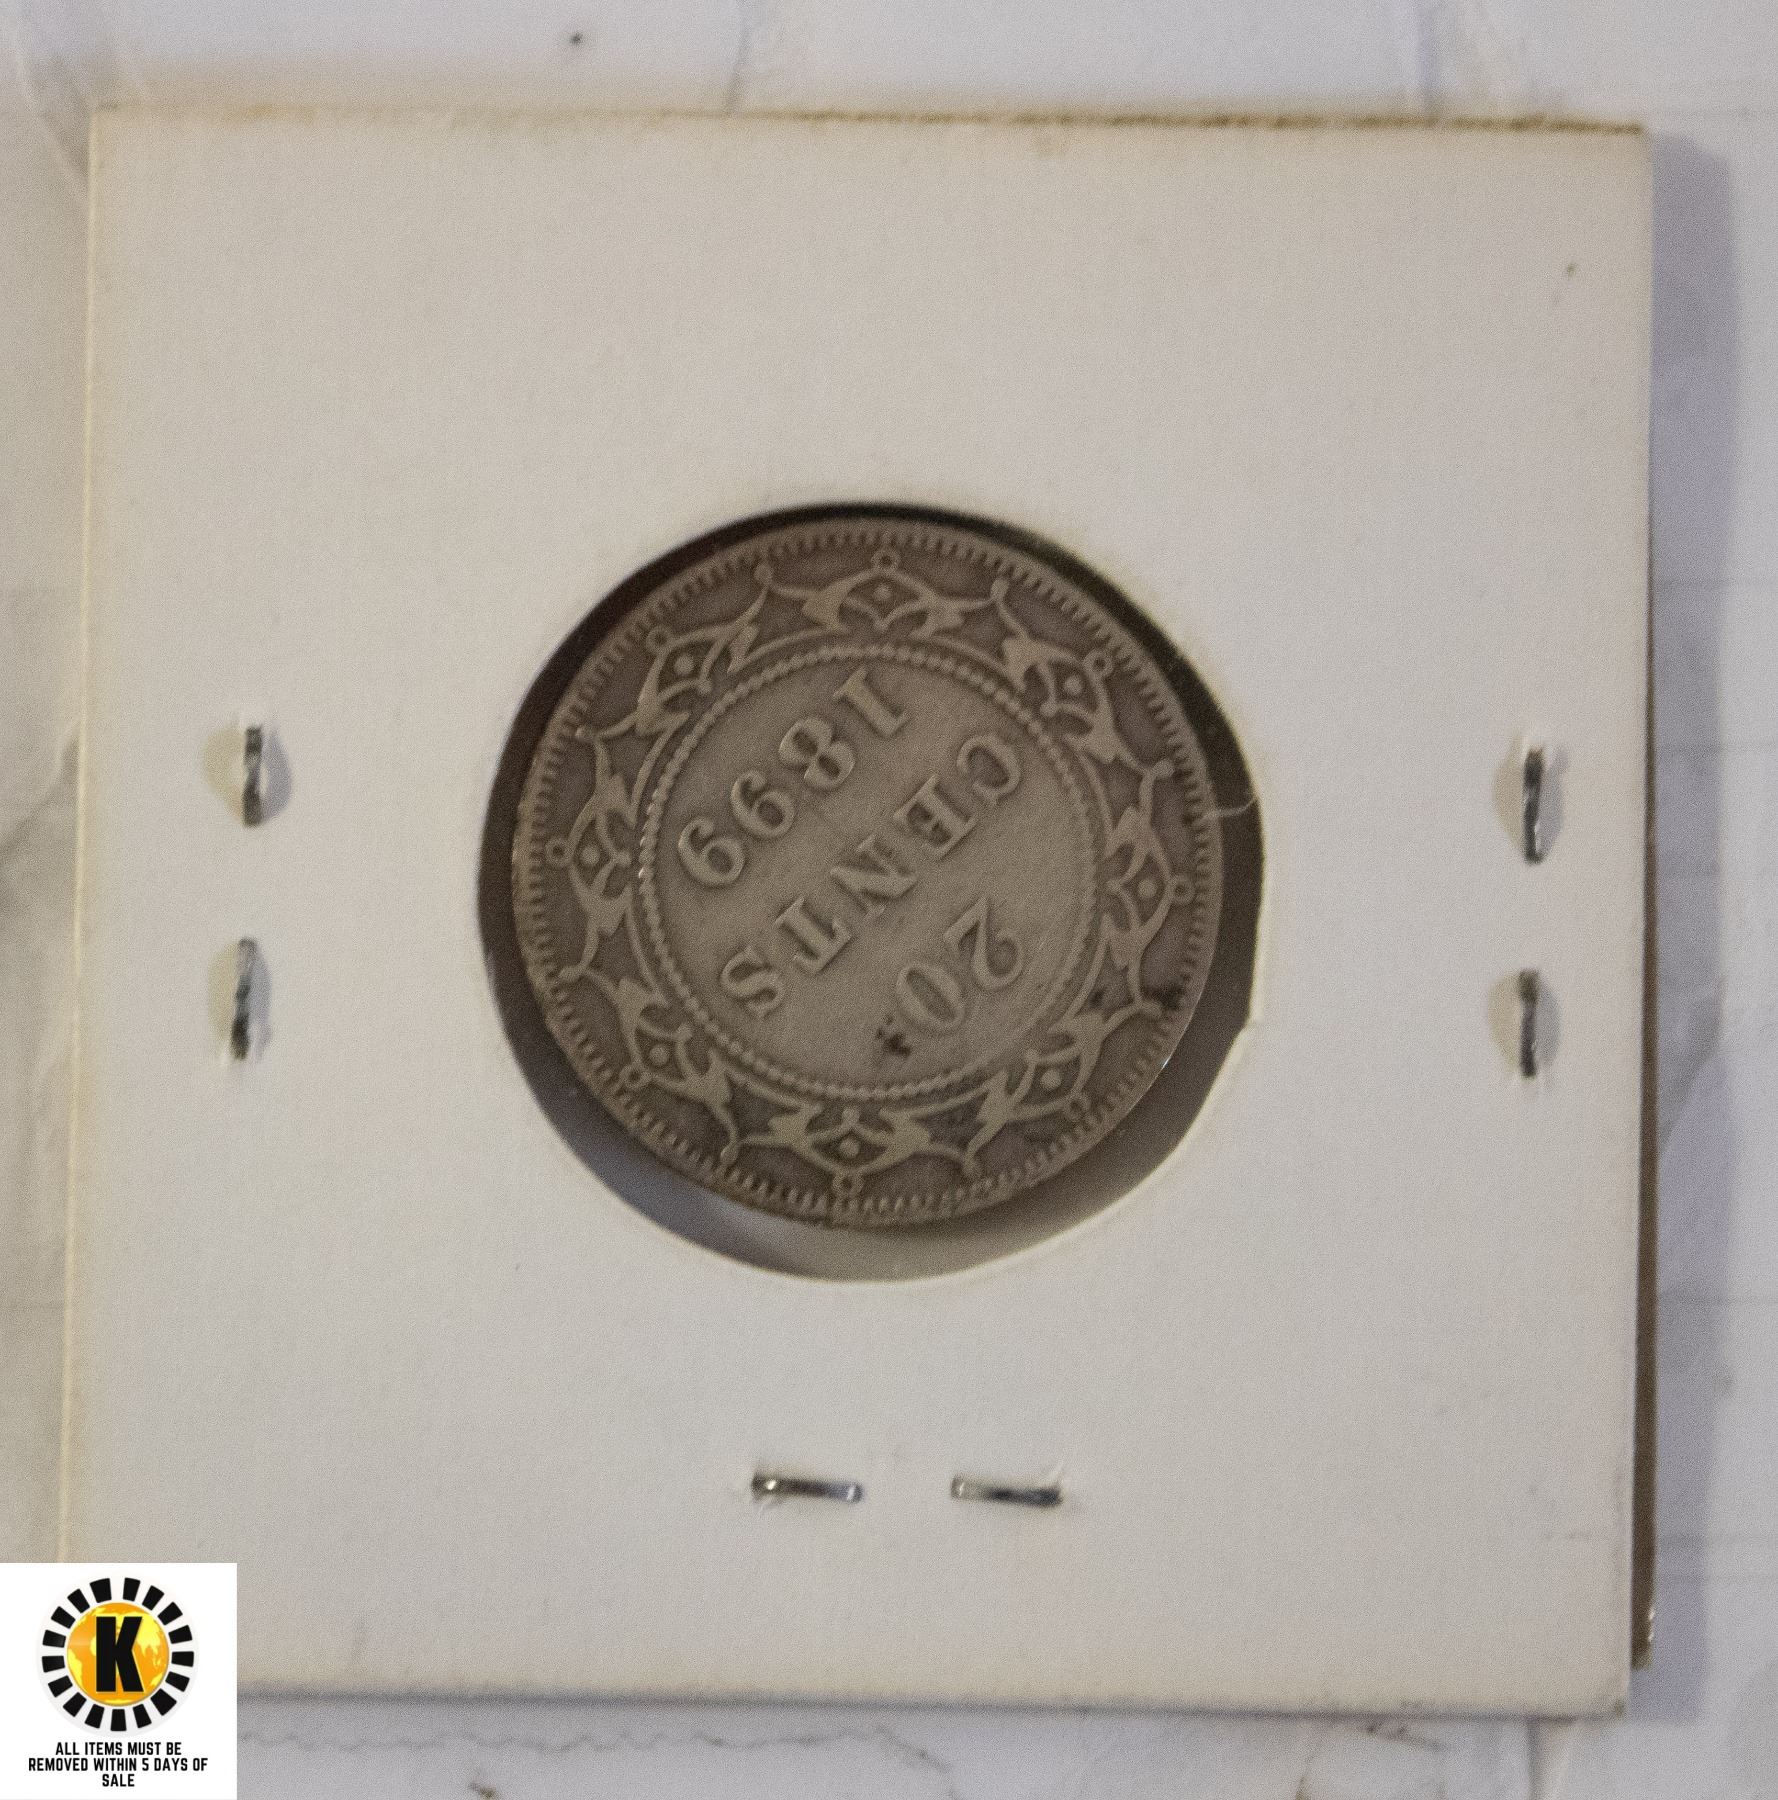 20
CENTS
1899
K
ALL ITEMS MUST BE
REMOVED WITHIN 5 DAYS OF
SALE